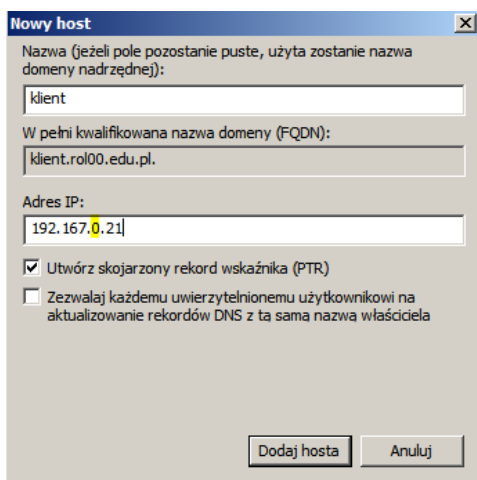 Nowy host
Nazwa (jeżeli pole pozostanie puste, użyta zostanie nazwa
domeny nadrzędnej):
klient
W pełni kwalifikowana nazwa domeny (FQDN):
klient.rol00.edu.pl.
Adres IP:
192.167.0.21
Utwórz skojarzony rekord wskaźnika (PTR)
Zezwalaj każdemu uwierzytelnionemu użytkownikowi na
aktualizowanie rekordów DNS z tą samą nazwą właściciela
Dodaj hosta
Anuluj